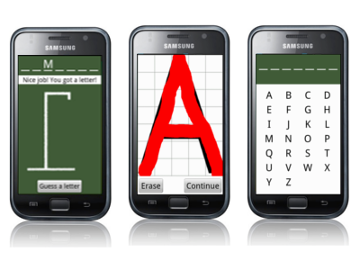 SAMSUNG
M
Nice job! You got a letter!
Guess a letter
SAMSUNG
A
Erase
Continue
SAMSUNG
A B C D
E F G H
I J K L
M N O P
Q R S T
U V W X
Y Z